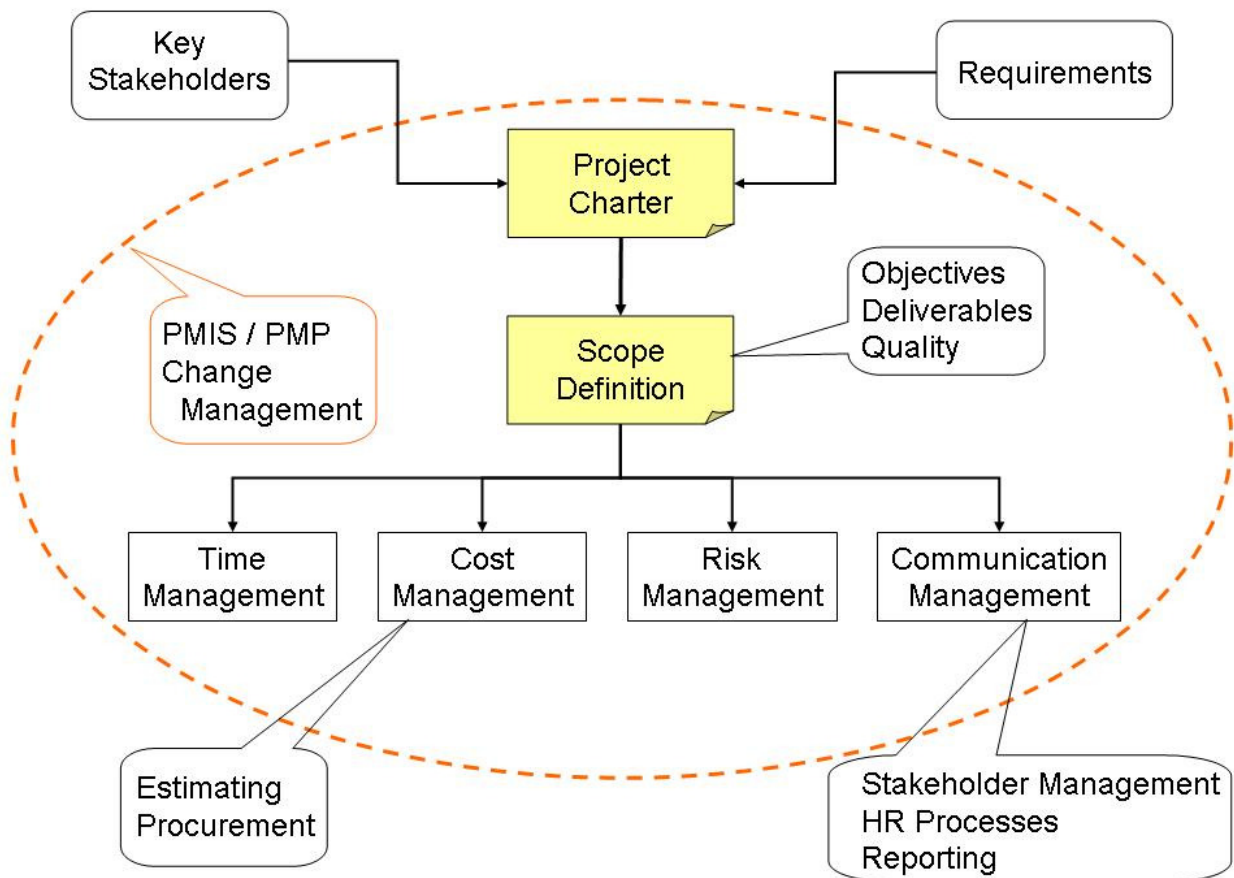 Key
Stakeholders
Requirements
Project
Charter
Objectives
Deliverables
Quality
PMIS / PMP
Change
Management
Scope
Definition
Time
Management
Cost
Management
Risk
Management
Communication
Management
Estimating
Procurement
Stakeholder Management
HR Processes
Reporting